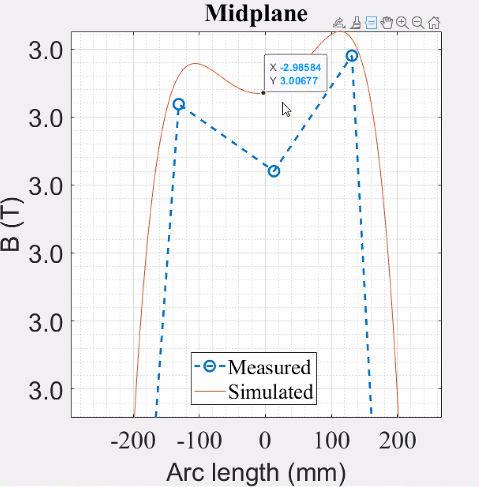 Midplane
3.0
3.0
3.0
3.0
3.0
3.0
B (T)
X -2.98584
Y 3.00677
Measured
Simulated
-200 -100 0 100 200
Arc length (mm)